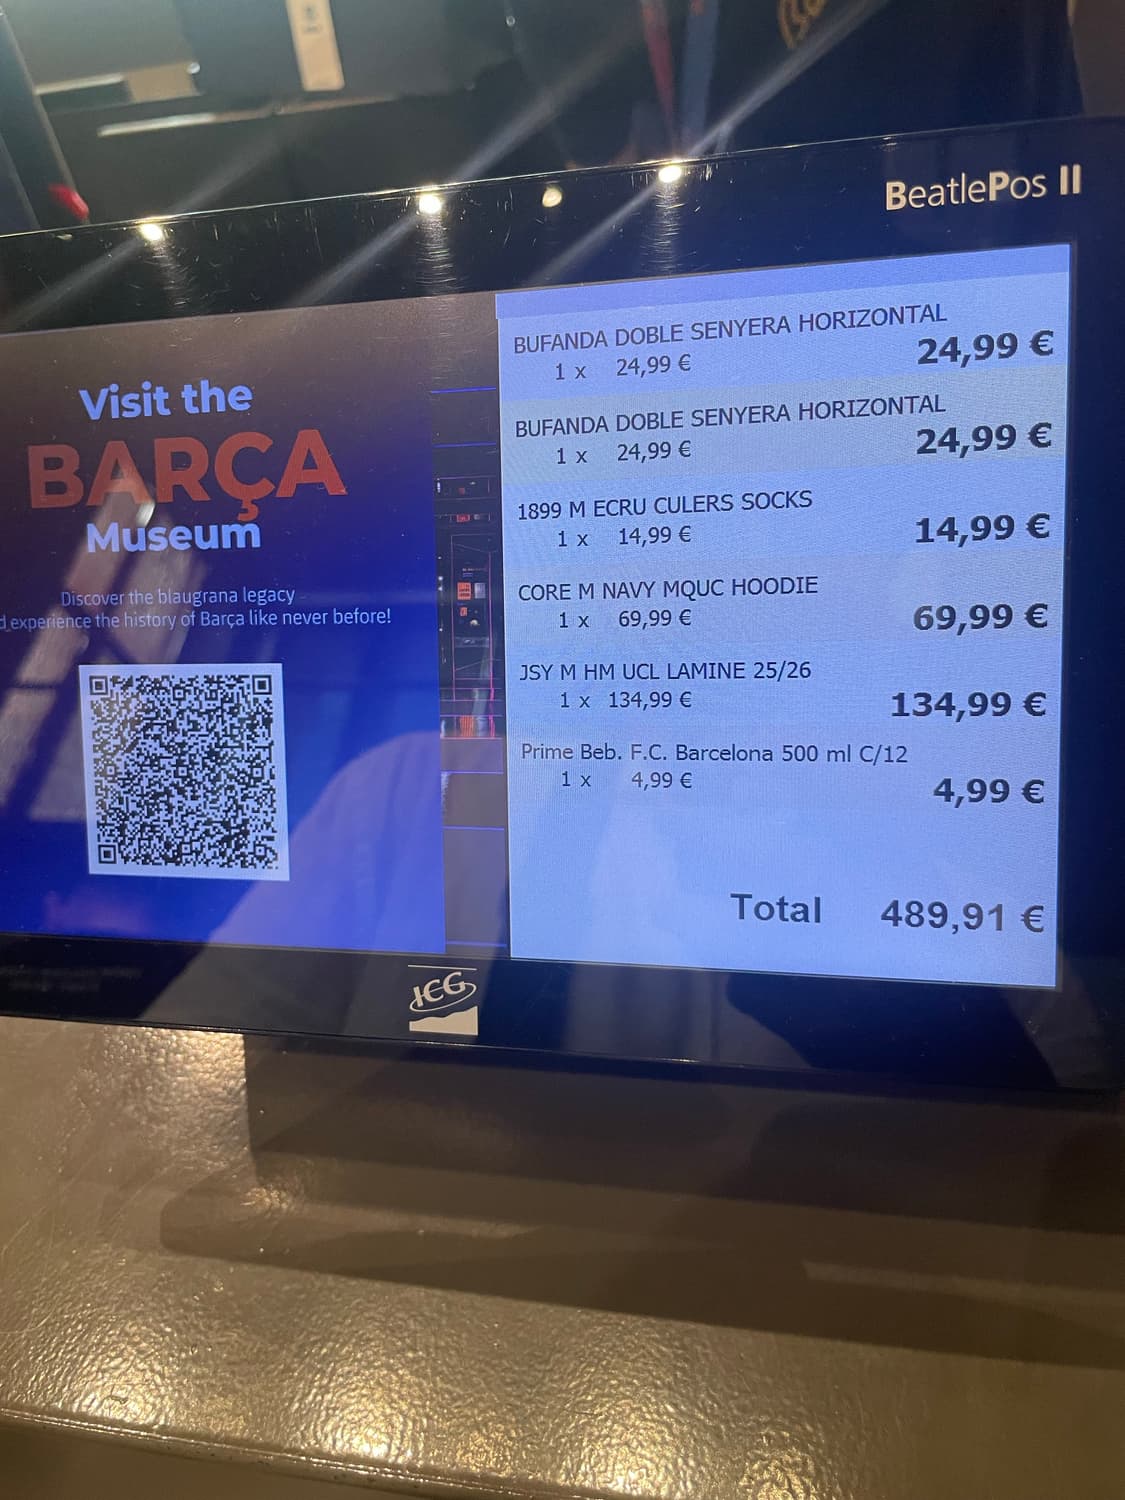 BeatlePos II
Visit the
BARÇA
Museum
Discover the blaugrana legacy
experience the history of Barça like never before!
BUFANDA DOBLE SENYERA HORIZONTAL
1 x 24,99 € 24,99 €
BUFANDA DOBLE SENYERA HORIZONTAL
1 x 24,99 € 24,99 €
1899 M ECRU CULERS SOCKS
1 x 14,99 € 14,99 €
CORE M NAVY MQUC HOODIE
1 x 69,99 € 69,99 €
JSY M HM UCL LAMINE 25/26
1 x 134,99 € 134,99 €
Prime Beb. F.C. Barcelona 500 ml C/12
1 x 4,99 € 4,99 €
Total 489,91 €
ICG